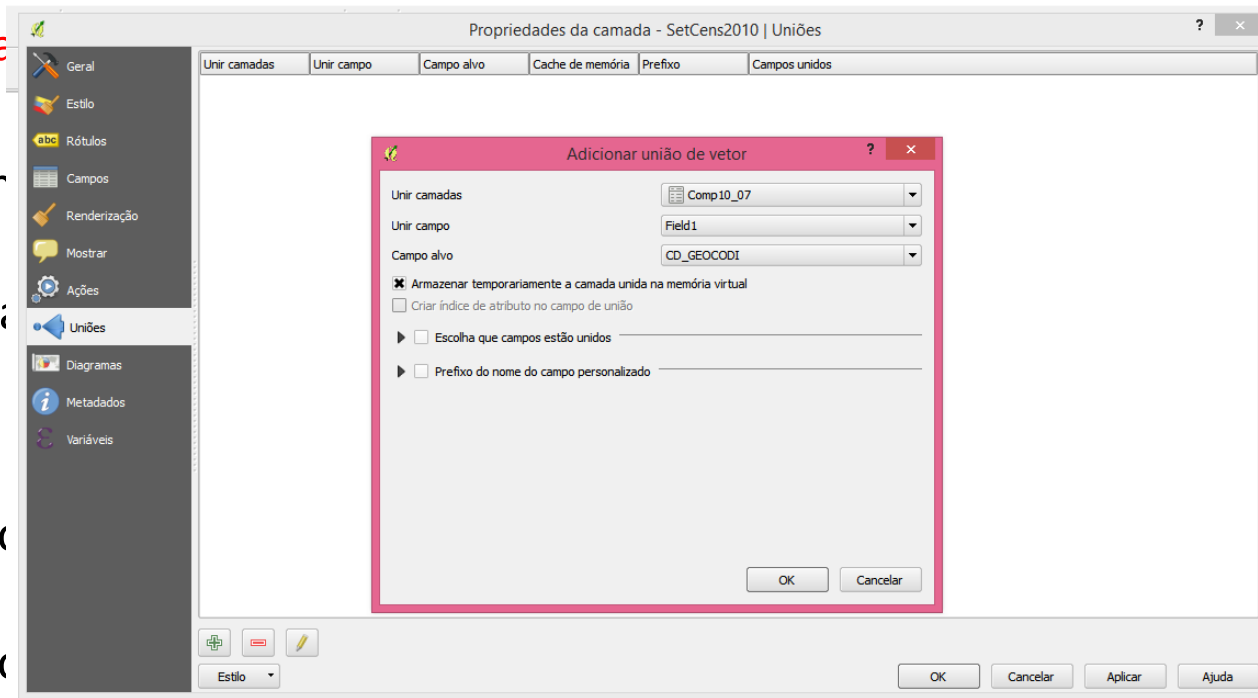 Propriedades da camada - SetCens2010 | Uniões
?
Geral
Estilo
abc Rótulos
Campos
Renderização
Mostrar
Ações
Uniões
Diagramas
Metadados
Variáveis
Unir camadas Unir campo Campo alvo Cache de memória Prefixo Campos unidos
Adicionar união de vetor ?
Unir camadas Comp10_07
Unir campo Field1
Campo alvo CD_GEOCODI
Armazenar temporariamente a camada unida na memória virtual
Criar índice de atributo no campo de união
Escolha que campos estão unidos
Prefixo do nome do campo personalizado
OK Cancelar
Estilo
OK Cancelar Aplicar Ajuda